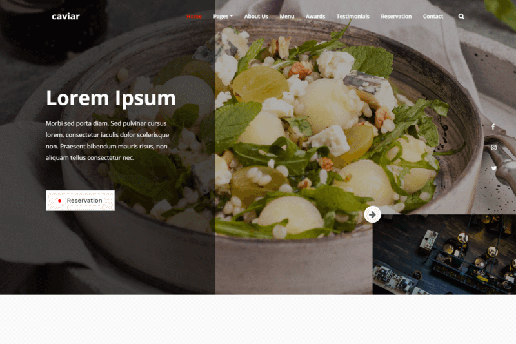 caviar
Home
Pages
About Us
Menu
Awards
Testimonials
Reservation
Contact
Lorem Ipsum
Morbi sed porta diam. Sed pulvinar cursus
lorem, consectetur iaculis dolor scelerisque
non. Praesent bibendum mauris risus, non
aliquam tellus consectetur nec.
Reservation